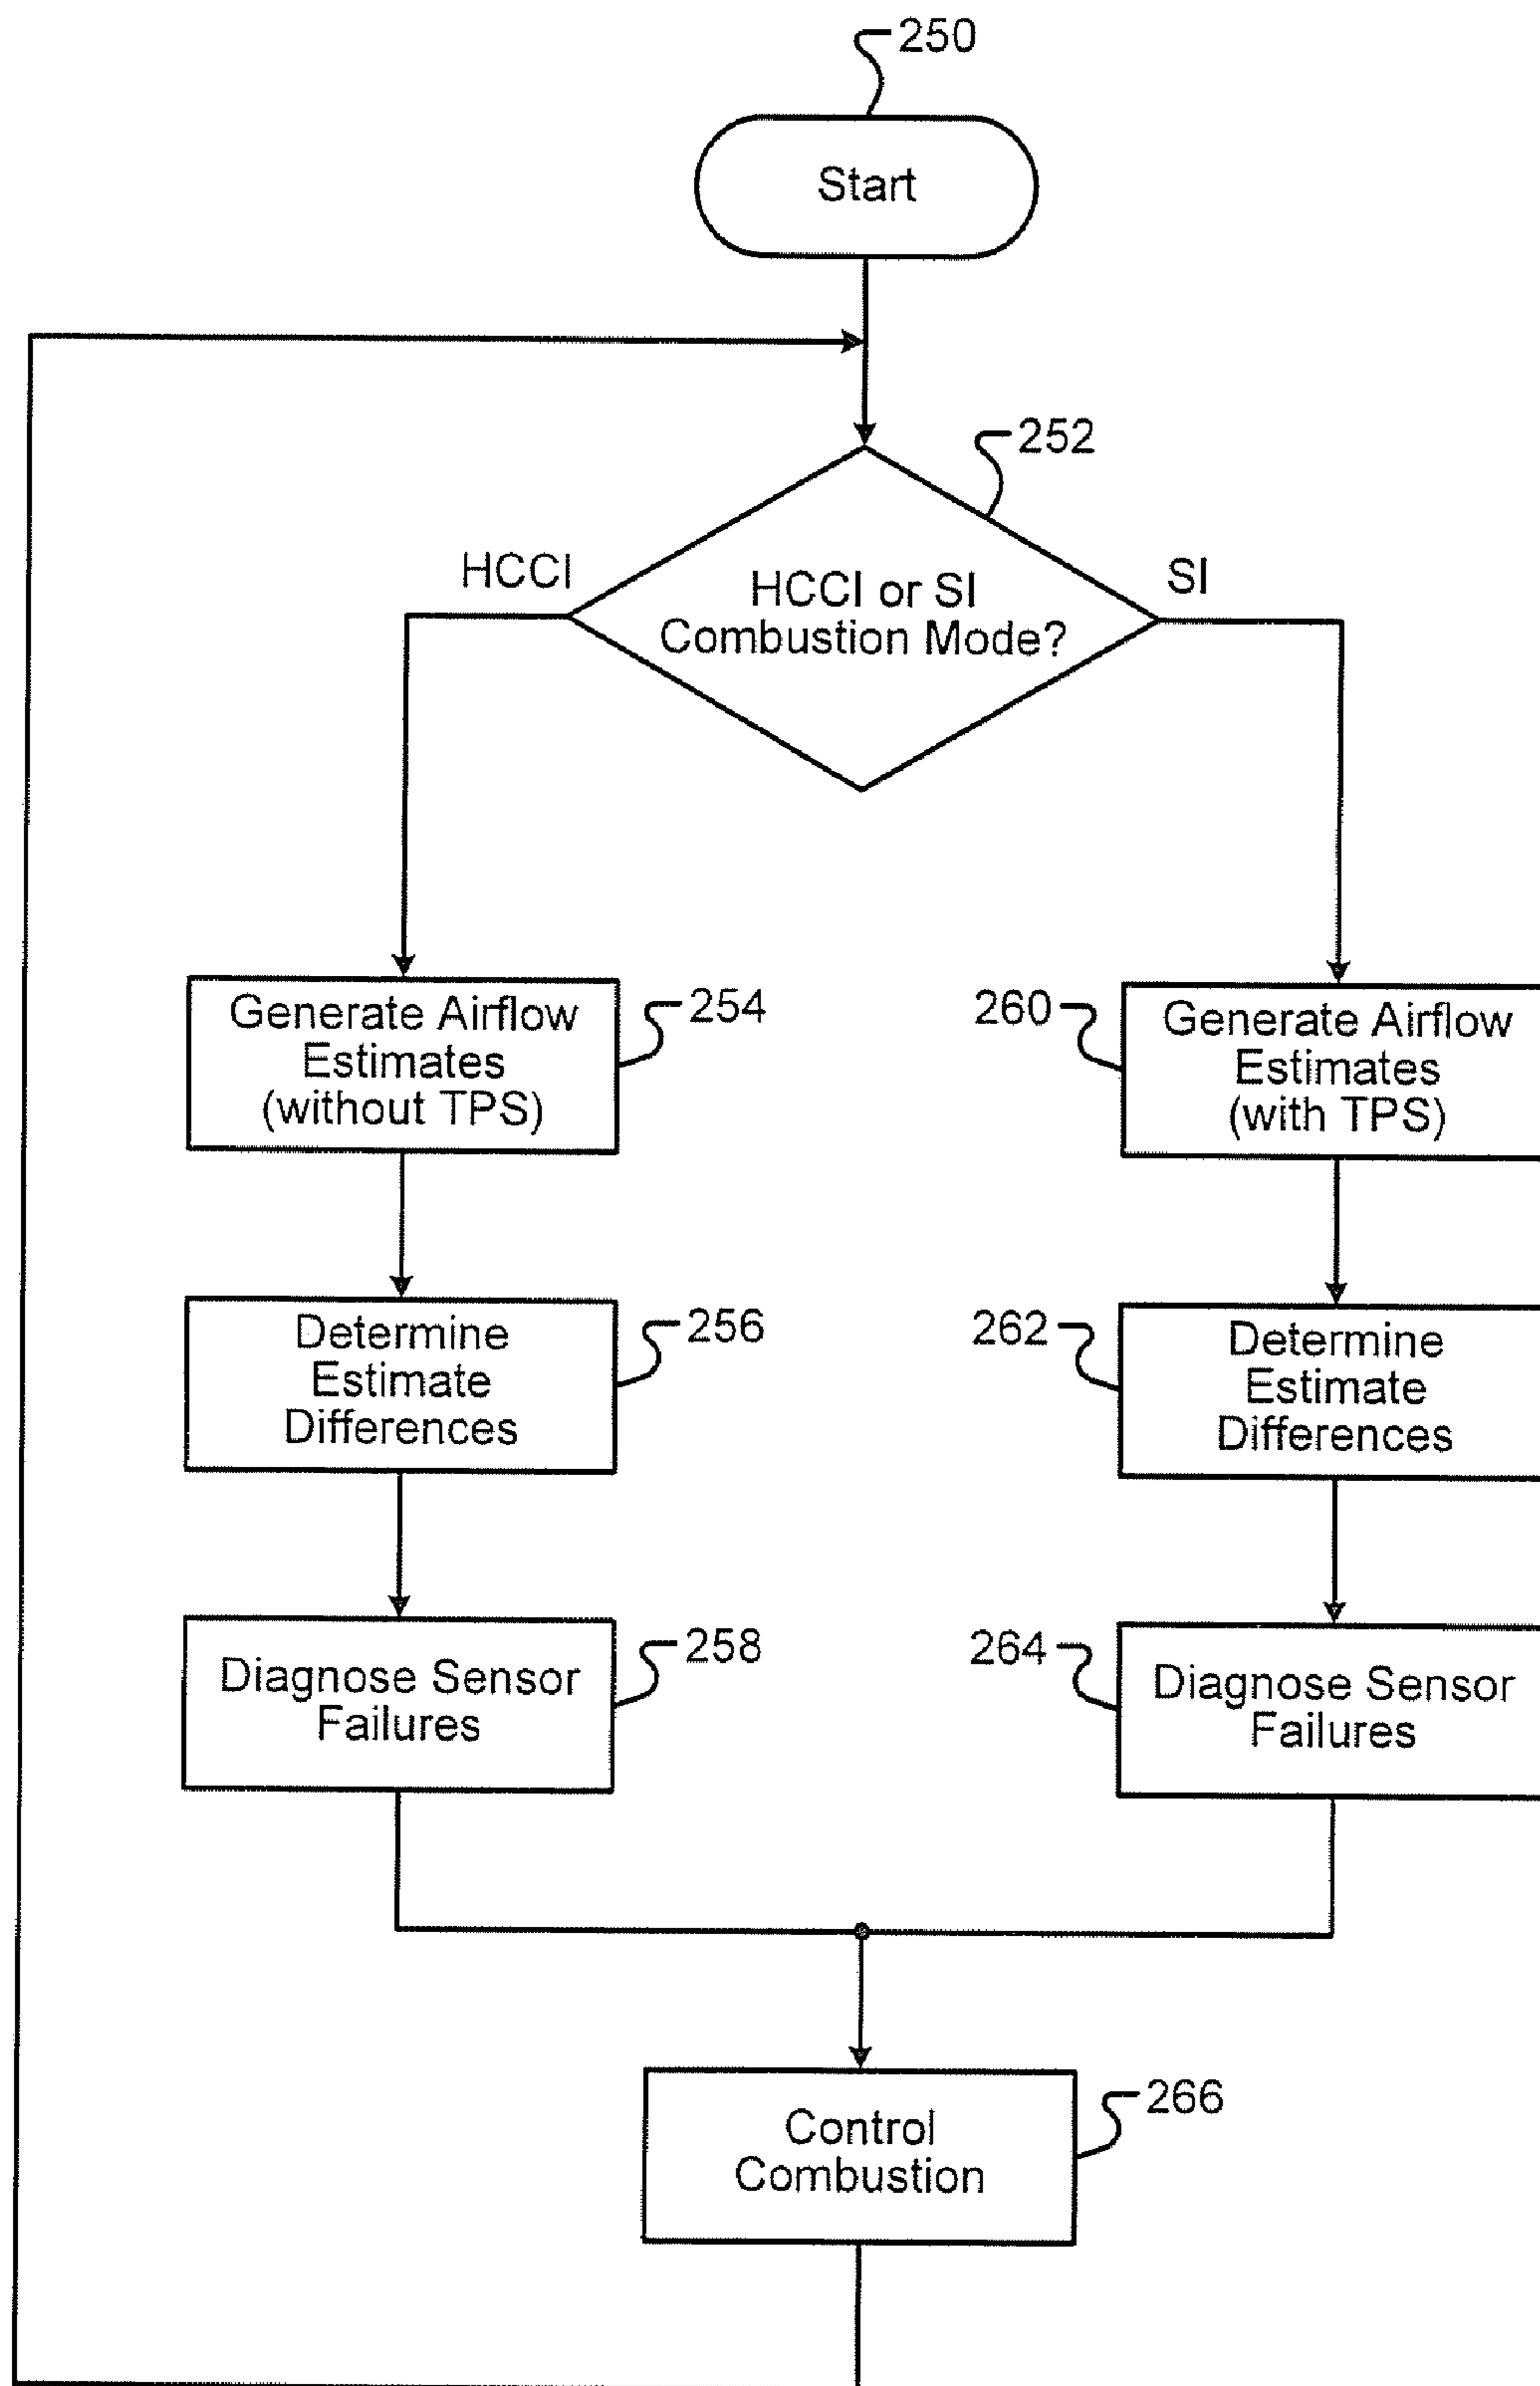 250
Start
252
HCCI
SI
HCCI or SI
Combustion Mode?
Generate Airflow
Estimates
(without TPS)
254
260
Generate Airflow
Estimates
(with TPS)
Determine
Estimate
Differences
256
262
Determine
Estimate
Differences
Diagnose Sensor
Failures
258
264
Diagnose Sensor
Failures
Control
Combustion
266